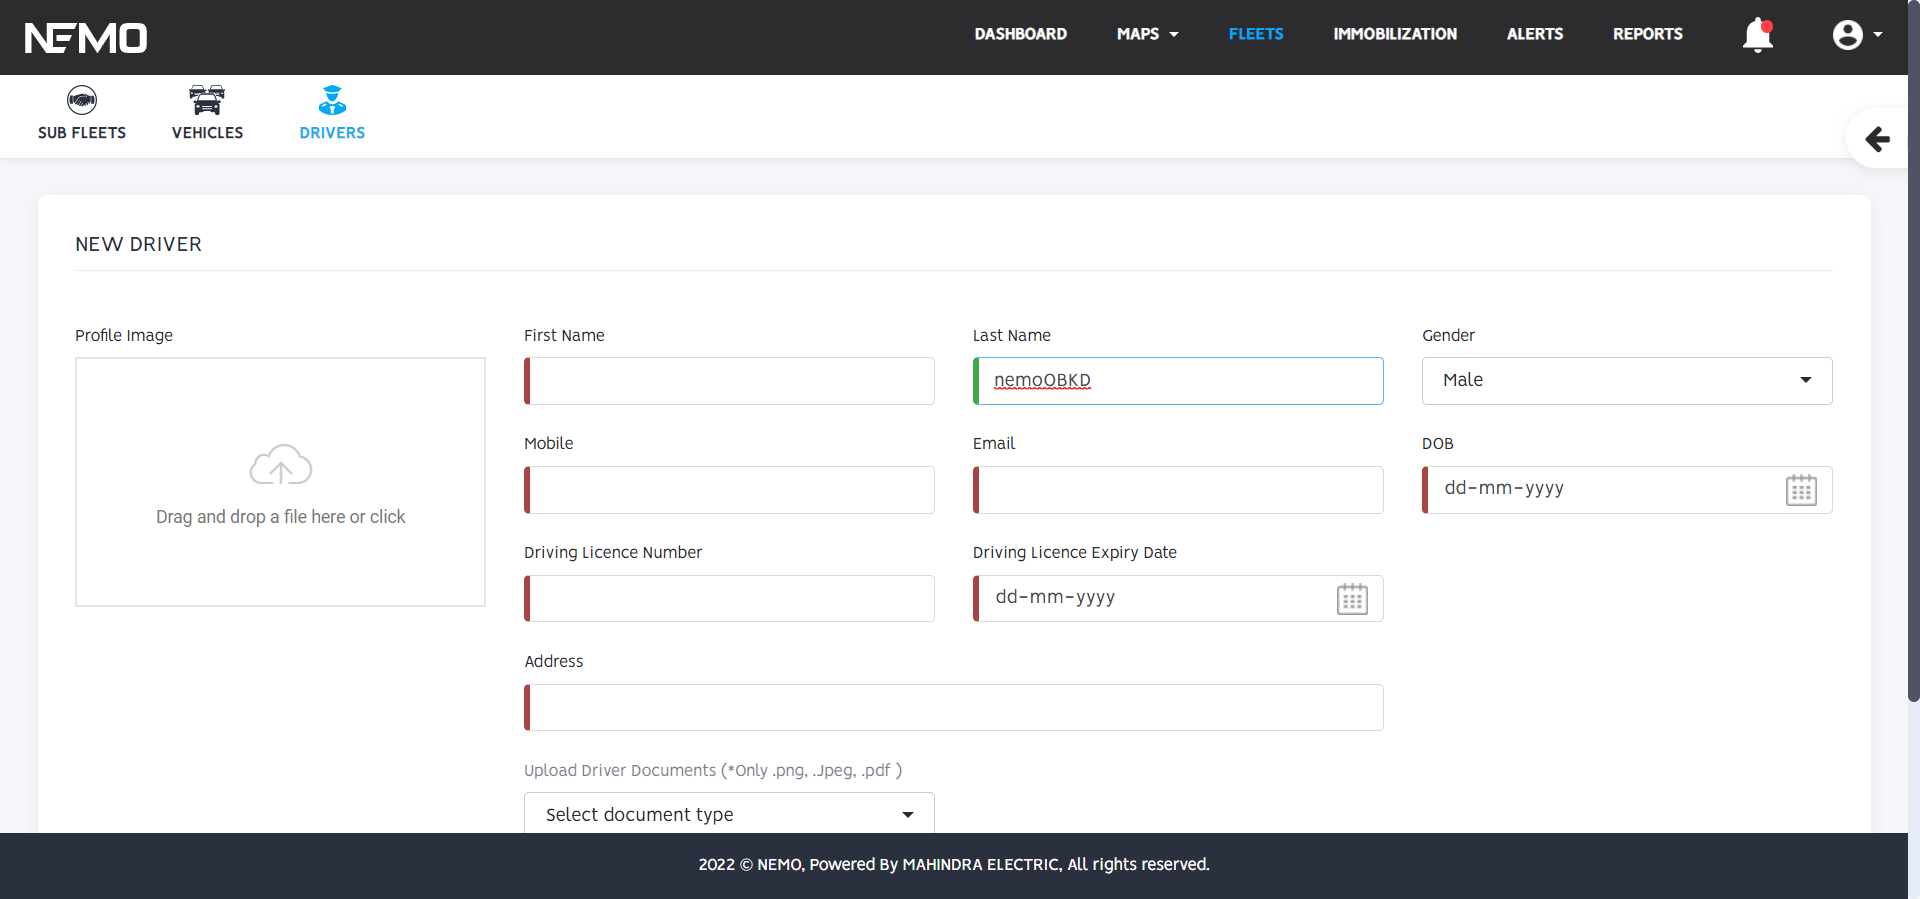 NEMO
DASHBOARD MAPS FLEETS IMMOBILIZATION ALERTS REPORTS
SUB FLEETS VEHICLES DRIVERS
NEW DRIVER
Profile Image First Name Last Name Gender
nemoOBKD Male
Mobile Email DOB
dd-mm-yyyy
Drag and drop a file here or click
Driving Licence Number Driving Licence Expiry Date
dd-mm-yyyy
Address
Upload Driver Documents (*Only .png, .Jpeg, .pdf )
Select document type
2022 © NEMO, Powered By MAHINDRA ELECTRIC, All rights reserved.